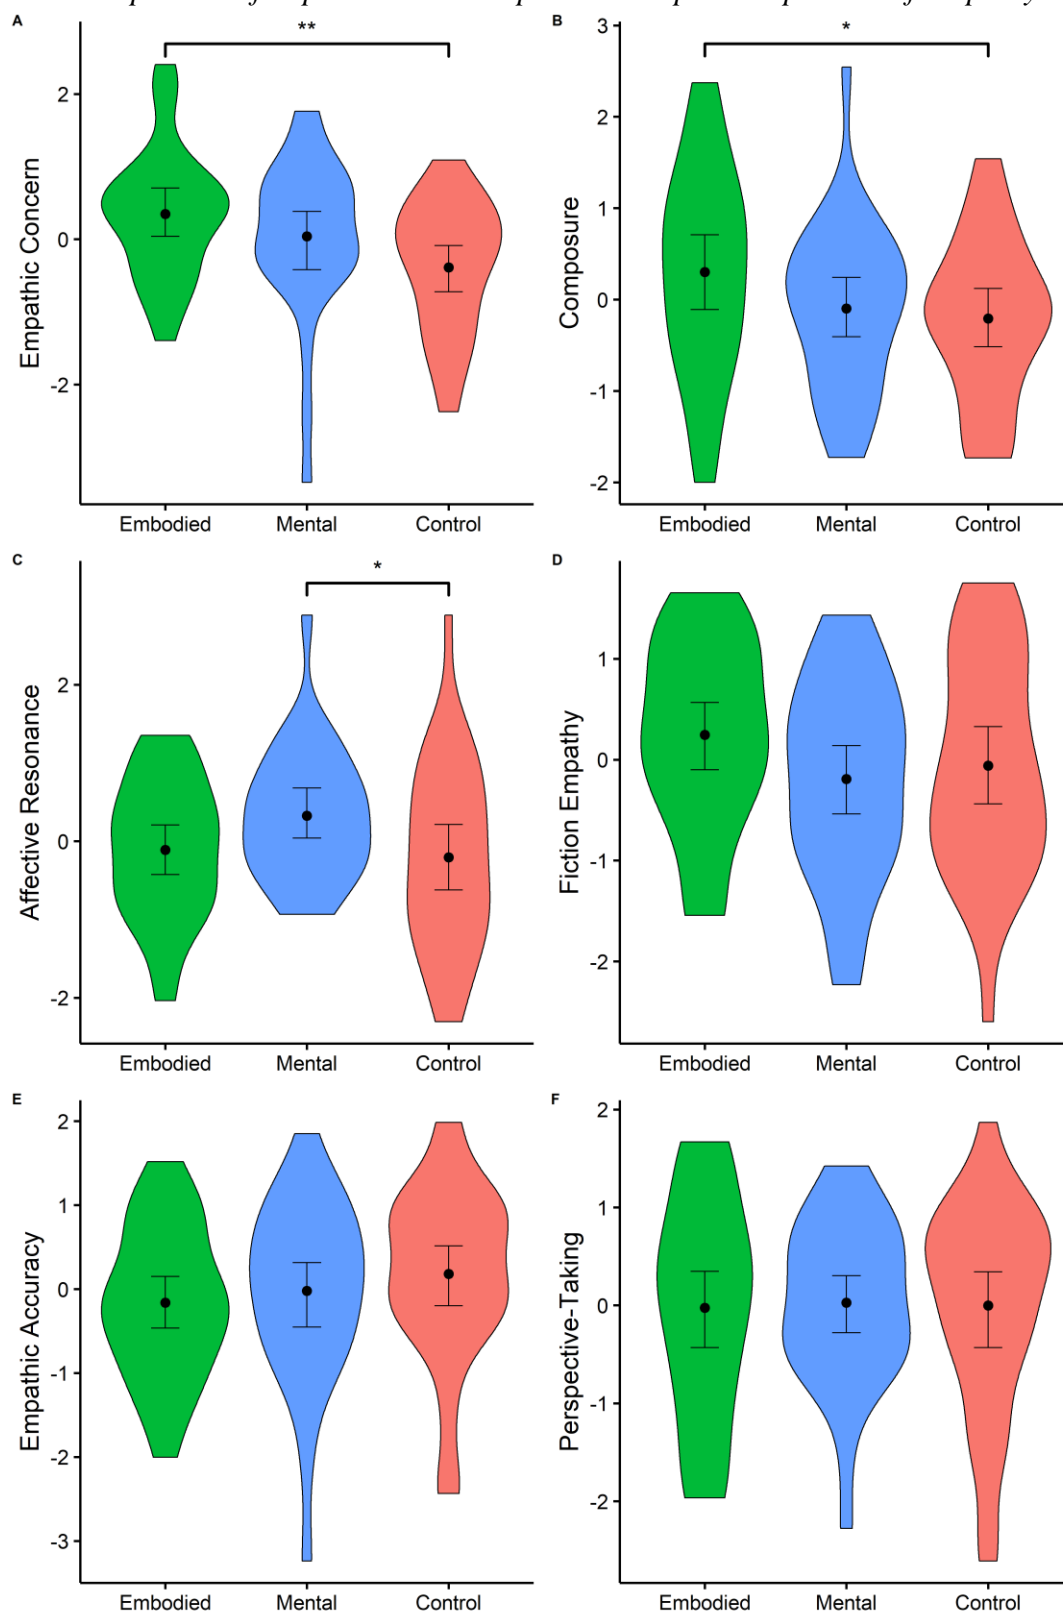 A
**
Empathic Concern
2
0
-2
Embodied Mental Control
B
*
Composure
3
2
1
0
-1
-2
Embodied Mental Control
C
*
Affective Resonance
2
0
-2
Embodied Mental Control
D
Fiction Empathy
1
0
-1
-2
Embodied Mental Control
E
Empathic Accuracy
2
1
0
-1
-2
-3
Embodied Mental Control
F
Perspective-Taking
2
1
0
-1
-2
Embodied Mental Control